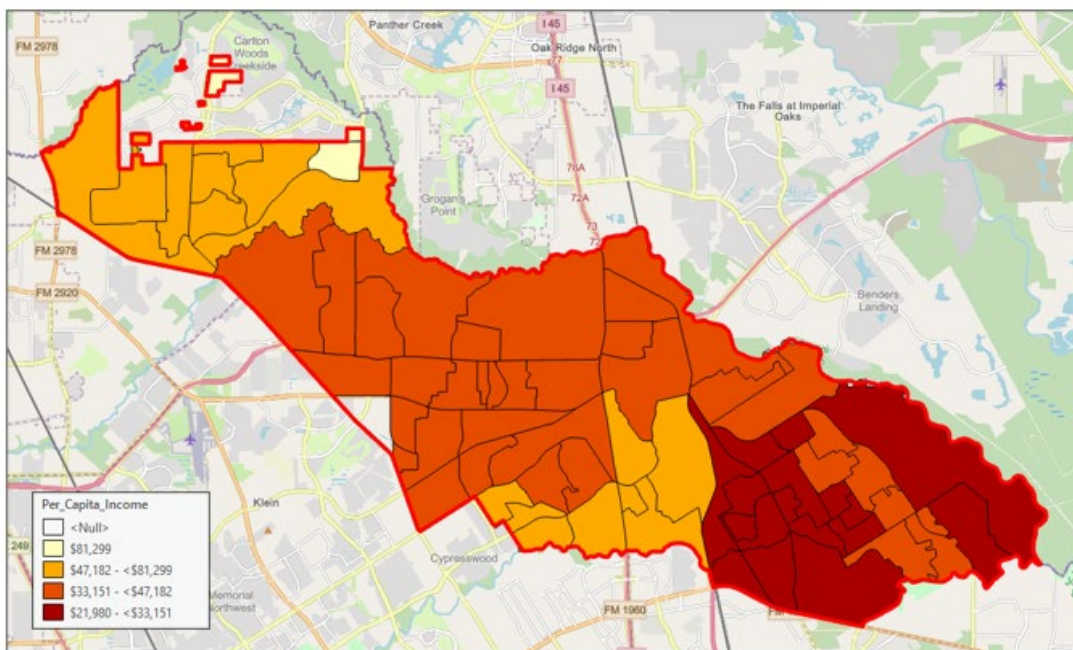 Panther Creek
I 45
FM 2978
Carlton
Woods
Creekside
Oak Ridge North
77
I 45
The Falls at Imperial
Oaks
76A
Grogan's
Point
72A
73
72
FM 2978
FM 2920
Benders
Landing
Per_Capita_Income
<Null>
$81,299
$47,182 - <$81,299
$33,151 - <$47,182
$21,980 - <$33,151
Klein
249
Cypresswood
Memorial
Northwest
FM 1960